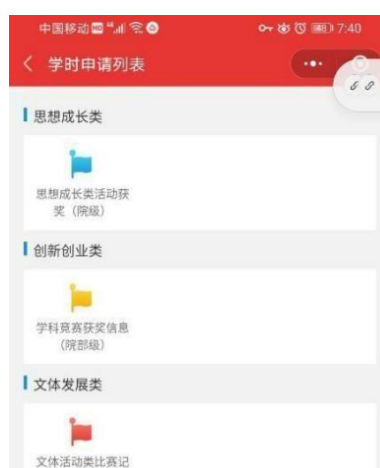 中国移动 HD 46 7:40
学时申请列表
思想成长类
思想成长类活动获
奖（院级）
创新创业类
学科竞赛获奖信息
（院部级）
文体发展类
文体活动类比赛记